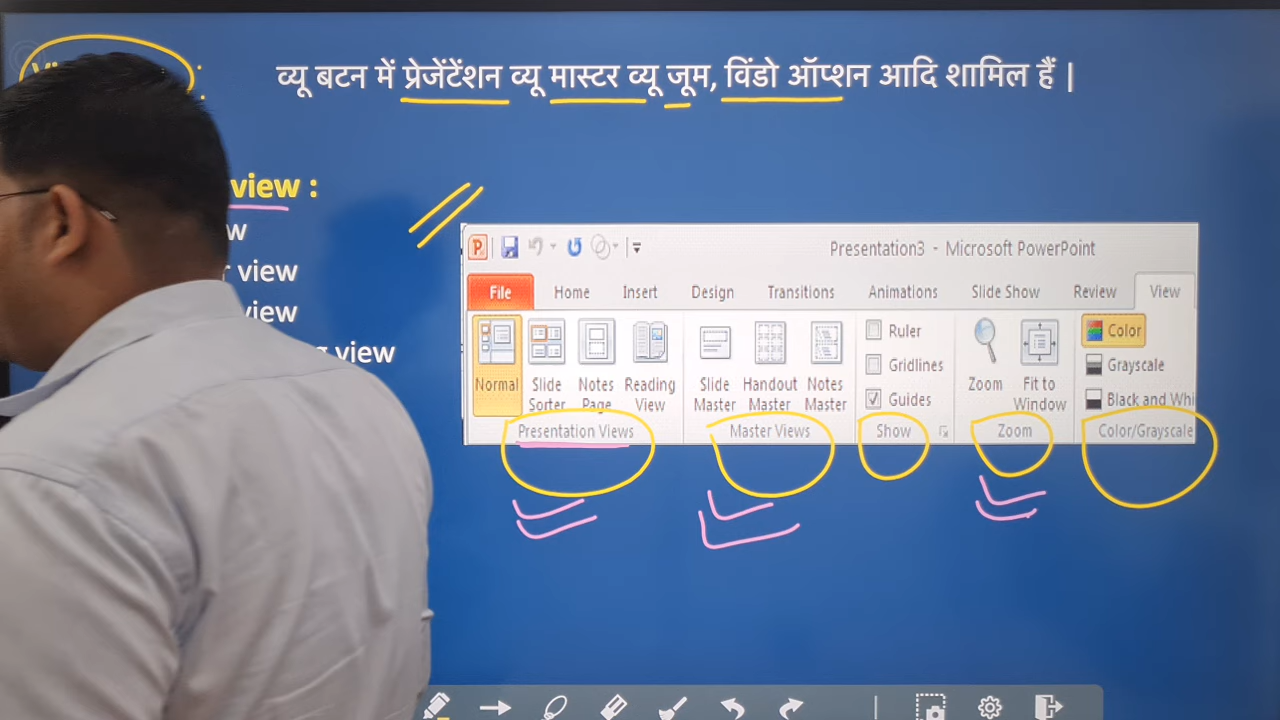 व्यू बटन में प्रेजेंटेंशन व्यू मास्टर व्यू जूम, विंडो ऑप्शन आदि शामिल हैं |
view :
view
view
view
Presentation3 - Microsoft PowerPoint
File Home Insert Design Transitions Animations Slide Show Review View
Normal Slide Sorter Notes Page Reading View Slide Master Handout Master Notes Master Ruler Gridlines Guides Zoom Fit to Window Color Grayscale Black and Whi
Presentation Views Master Views Show Zoom Color/Grayscale